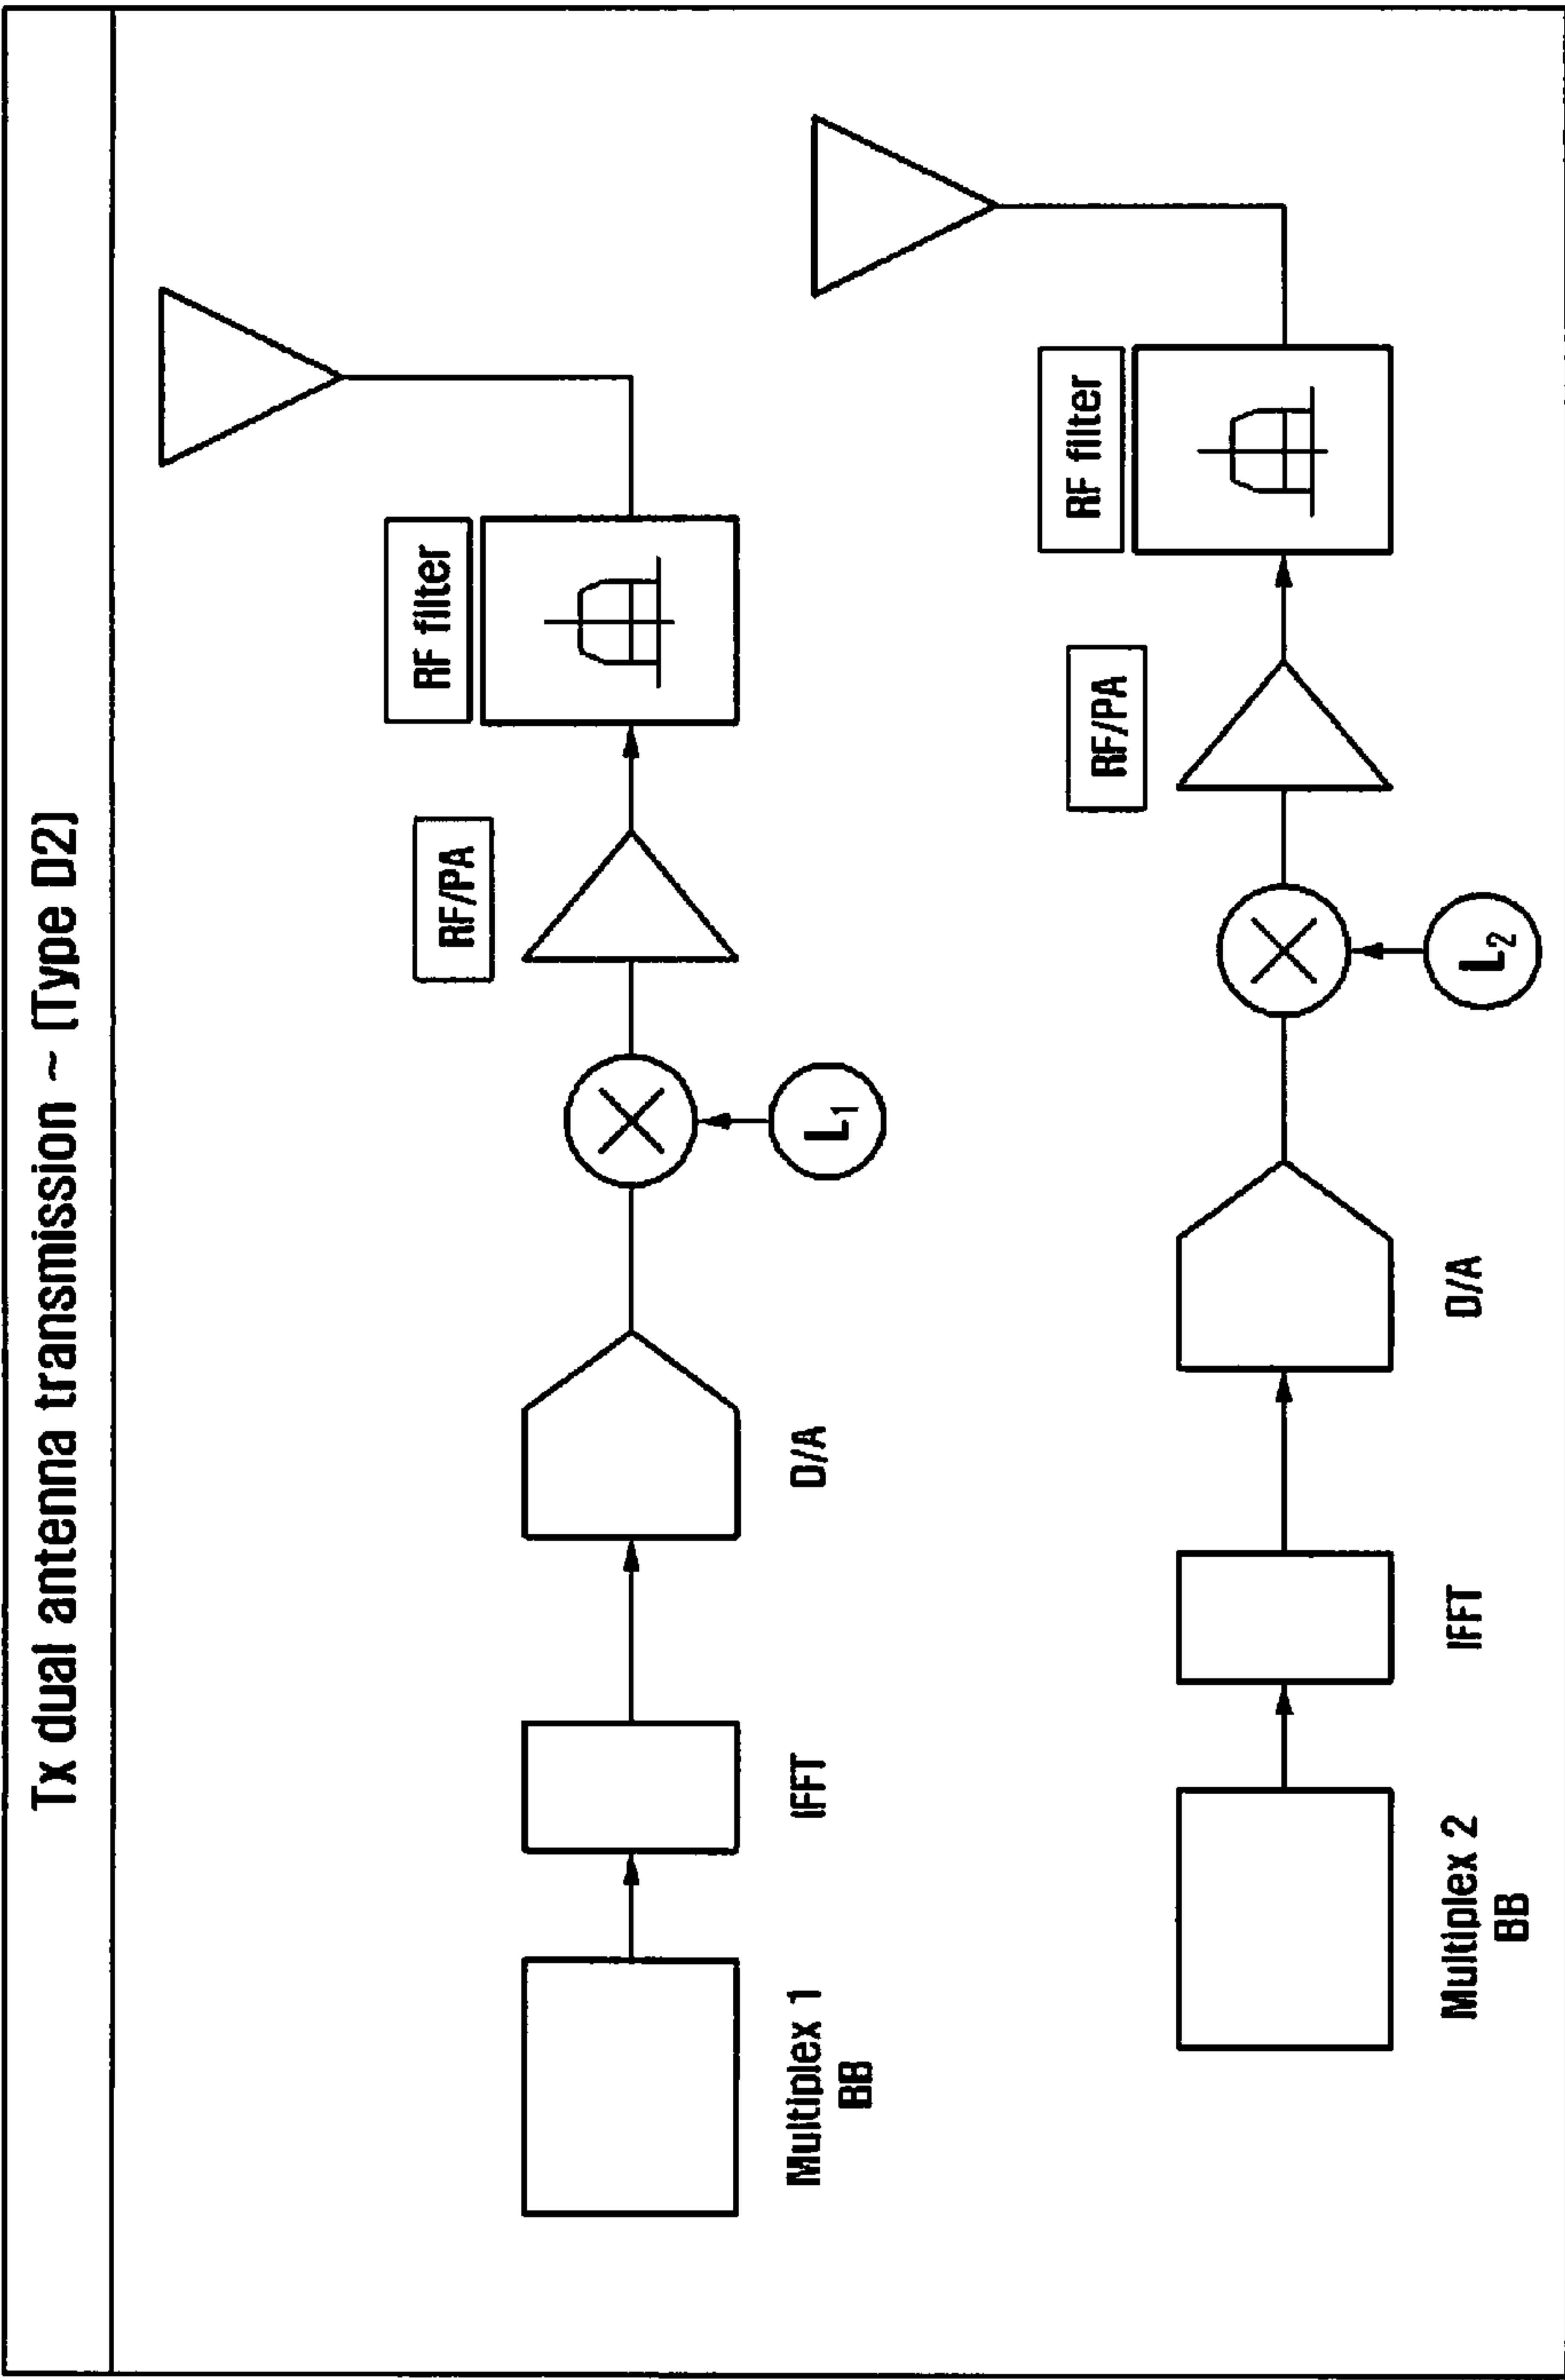 Tx dual antenna transmission ~ (Type D2)
RF filter
RF/PA
L1
D/A
IFFT
Multiplex 1
BB
RF filter
RF/PA
L2
D/A
IFFT
Multiplex 2
BB